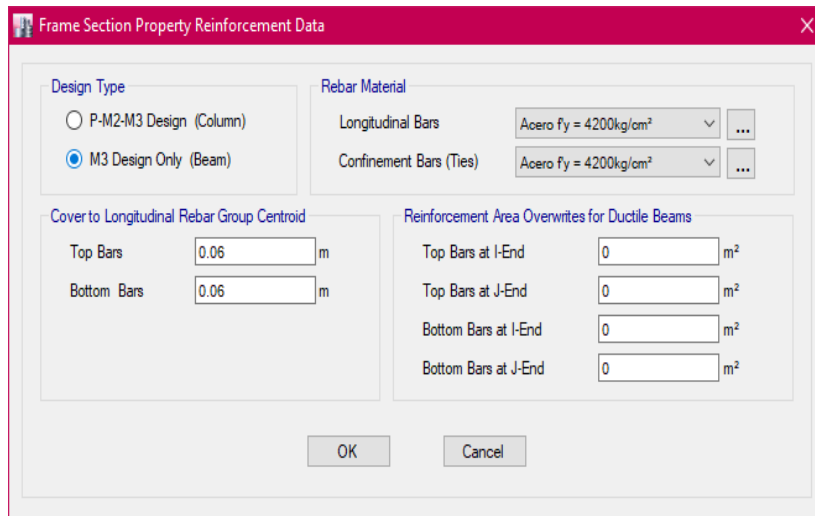 Frame Section Property Reinforcement Data
Design Type
P-M2-M3 Design (Column)
M3 Design Only (Beam)
Rebar Material
Longitudinal Bars Acero f'y = 4200kg/cm² ...
Confinement Bars (Ties) Acero f'y = 4200kg/cm² ...
Cover to Longitudinal Rebar Group Centroid
Top Bars 0.06 m
Bottom Bars 0.06 m
Reinforcement Area Overwrites for Ductile Beams
Top Bars at I-End 0 m²
Top Bars at J-End 0 m²
Bottom Bars at I-End 0 m²
Bottom Bars at J-End 0 m²
OK Cancel